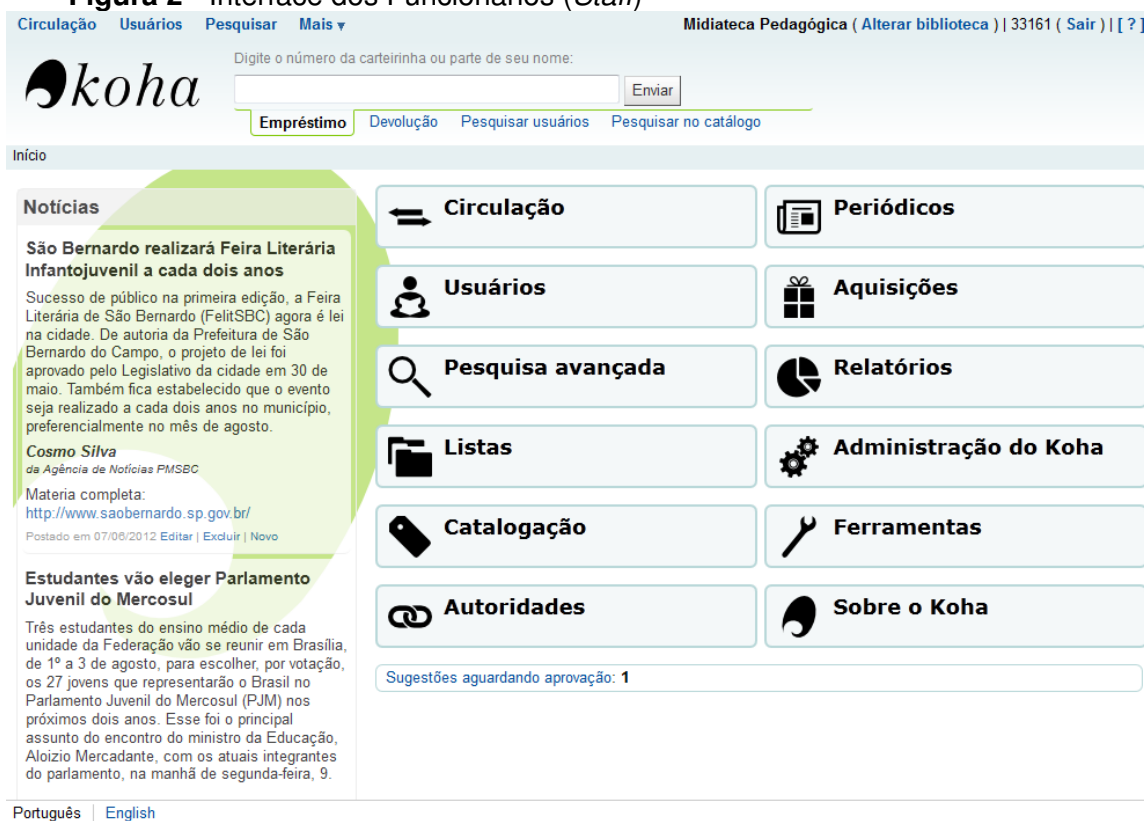 Figura 2 - Interface dos Funcionários (Staff)
Circulação Usuários Pesquisar Mais ▾ Midiateca Pedagógica ( Alterar biblioteca ) | 33161 ( Sair ) | [ ? ]
koha
Digite o número da carteirinha ou parte de seu nome:
Enviar
Empréstimo Devolução Pesquisar usuários Pesquisar no catálogo
Início
Notícias
São Bernardo realizará Feira Literária
Infantojuvenil a cada dois anos
Sucesso de público na primeira edição, a Feira
Literária de São Bernardo (FelitSBC) agora é lei
na cidade. De autoria da Prefeitura de São
Bernardo do Campo, o projeto de lei foi
aprovado pelo Legislativo da cidade em 30 de
maio. Também fica estabelecido que o evento
seja realizado a cada dois anos no município,
preferencialmente no mês de agosto.
Cosmo Silva
da Agência de Notícias PMSBC
Materia completa:
http://www.saobernardo.sp.gov.br/
Postado em 07/06/2012 Editar | Excluir | Novo
Estudantes vão eleger Parlamento
Juvenil do Mercosul
Três estudantes do ensino médio de cada
unidade da Federação vão se reunir em Brasília,
de 1º a 3 de agosto, para escolher, por votação,
os 27 jovens que representarão o Brasil no
Parlamento Juvenil do Mercosul (PJM) nos
próximos dois anos. Esse foi o principal
assunto do encontro do ministro da Educação,
Aloizio Mercadante, com os atuais integrantes
do parlamento, na manhã de segunda-feira, 9.
Circulação
Usuários
Pesquisa avançada
Listas
Catalogação
Autoridades
Periódicos
Aquisições
Relatórios
Administração do Koha
Ferramentas
Sobre o Koha
Sugestões aguardando aprovação: 1
Português | English